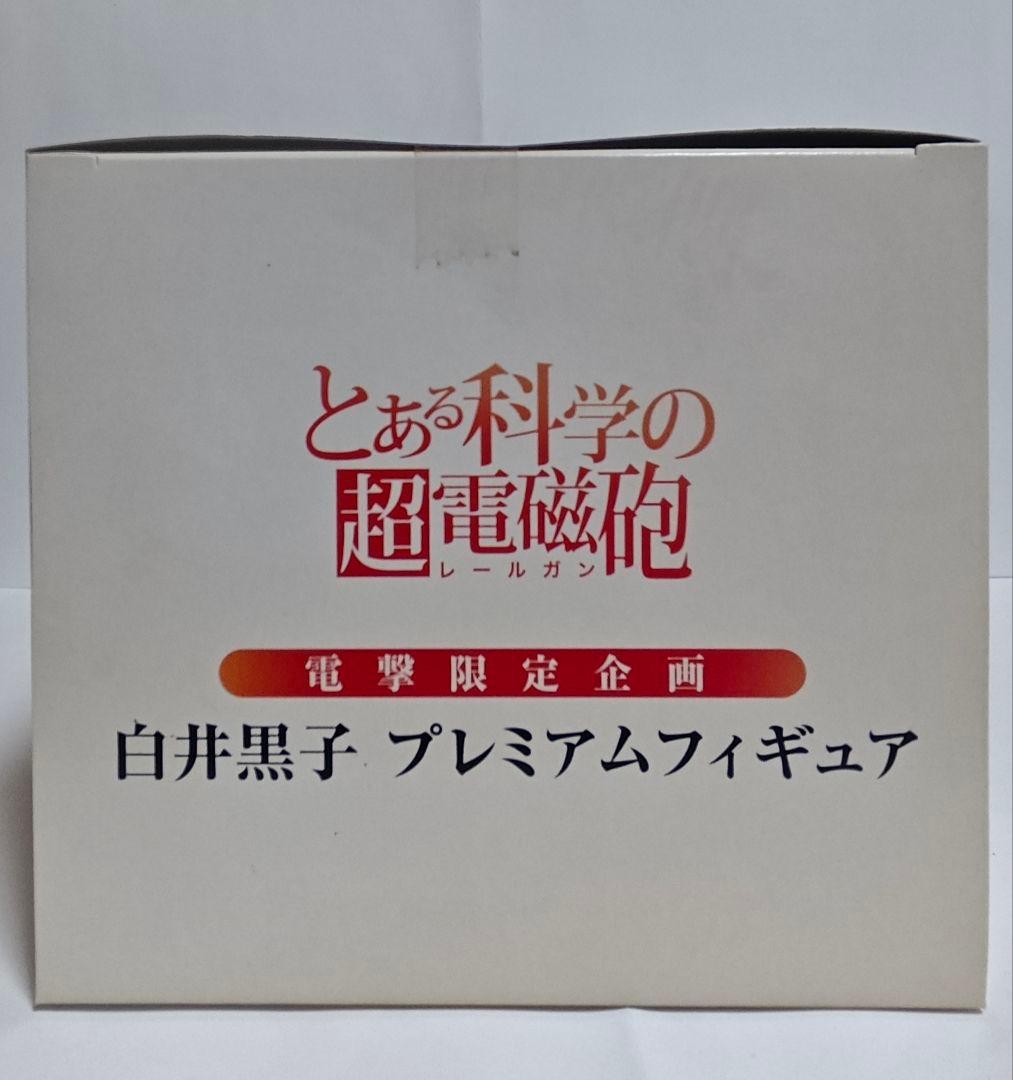 とある科学の
超電磁砲
レールガン
電撃限定企画
白井黒子 プレミアムフィギュア